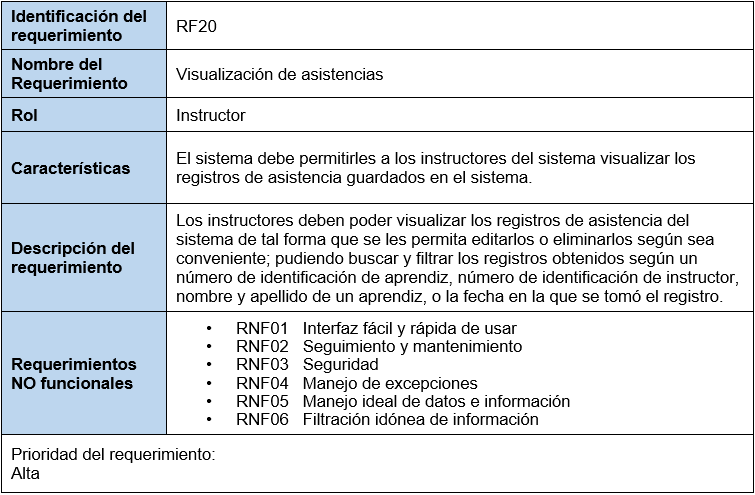 Identificación del
requerimiento
RF20
Nombre del
Requerimiento
Visualización de asistencias
Rol
Instructor
Características
El sistema debe permitirles a los instructores del sistema visualizar los
registros de asistencia guardados en el sistema.
Descripción del
requerimiento
Los instructores deben poder visualizar los registros de asistencia del
sistema de tal forma que se les permita editarlos o eliminarlos según sea
conveniente; pudiendo buscar y filtrar los registros obtenidos según un
número de identificación de aprendiz, número de identificación de instructor,
nombre y apellido de un aprendiz, o la fecha en la que se tomó el registro.
Requerimientos
NO funcionales
• RNF01 Interfaz fácil y rápida de usar
• RNF02 Seguimiento y mantenimiento
• RNF03 Seguridad
• RNF04 Manejo de excepciones
• RNF05 Manejo ideal de datos e información
• RNF06 Filtración idónea de información
Prioridad del requerimiento:
Alta